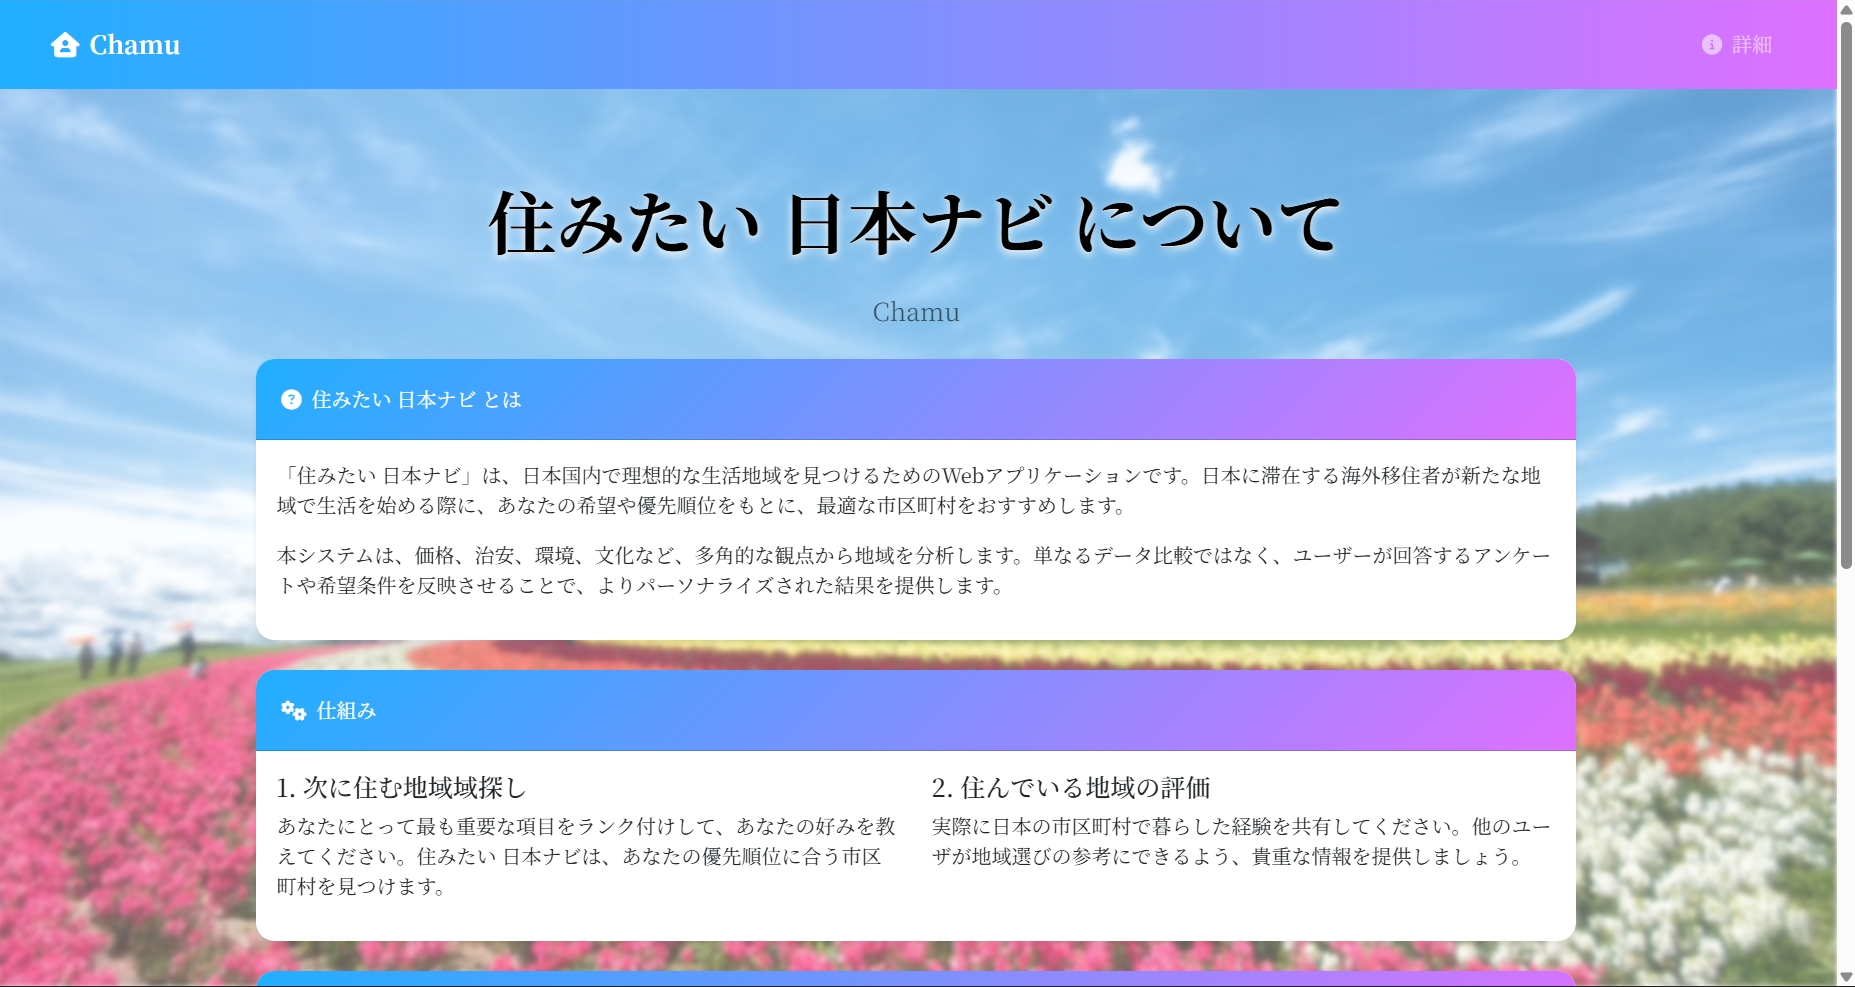 Chamu
詳細
住みたい 日本ナビ について
Chamu
住みたい 日本ナビ とは
「住みたい 日本ナビ」は、日本国内で理想的な生活地域を見つけるためのWebアプリケーションです。日本に滞在する海外移住者が新たな地
域で生活を始める際に、あなたの希望や優先順位をもとに、最適な市区町村をおすすめします。
本システムは、価格、治安、環境、文化など、多角的な観点から地域を分析します。単なるデータ比較ではなく、ユーザーが回答するアンケー
トや希望条件を反映させることで、よりパーソナライズされた結果を提供します。
仕組み
1. 次に住む地域域探し
あなたにとって最も重要な項目をランク付けして、あなたの好みを教
えてください。住みたい 日本ナビは、あなたの優先順位に合う市区
町村を見つけます。
2. 住んでいる地域の評価
実際に日本の市区町村で暮らした経験を共有してください。他のユー
ザが地域選びの参考にできるよう、貴重な情報を提供しましょう。